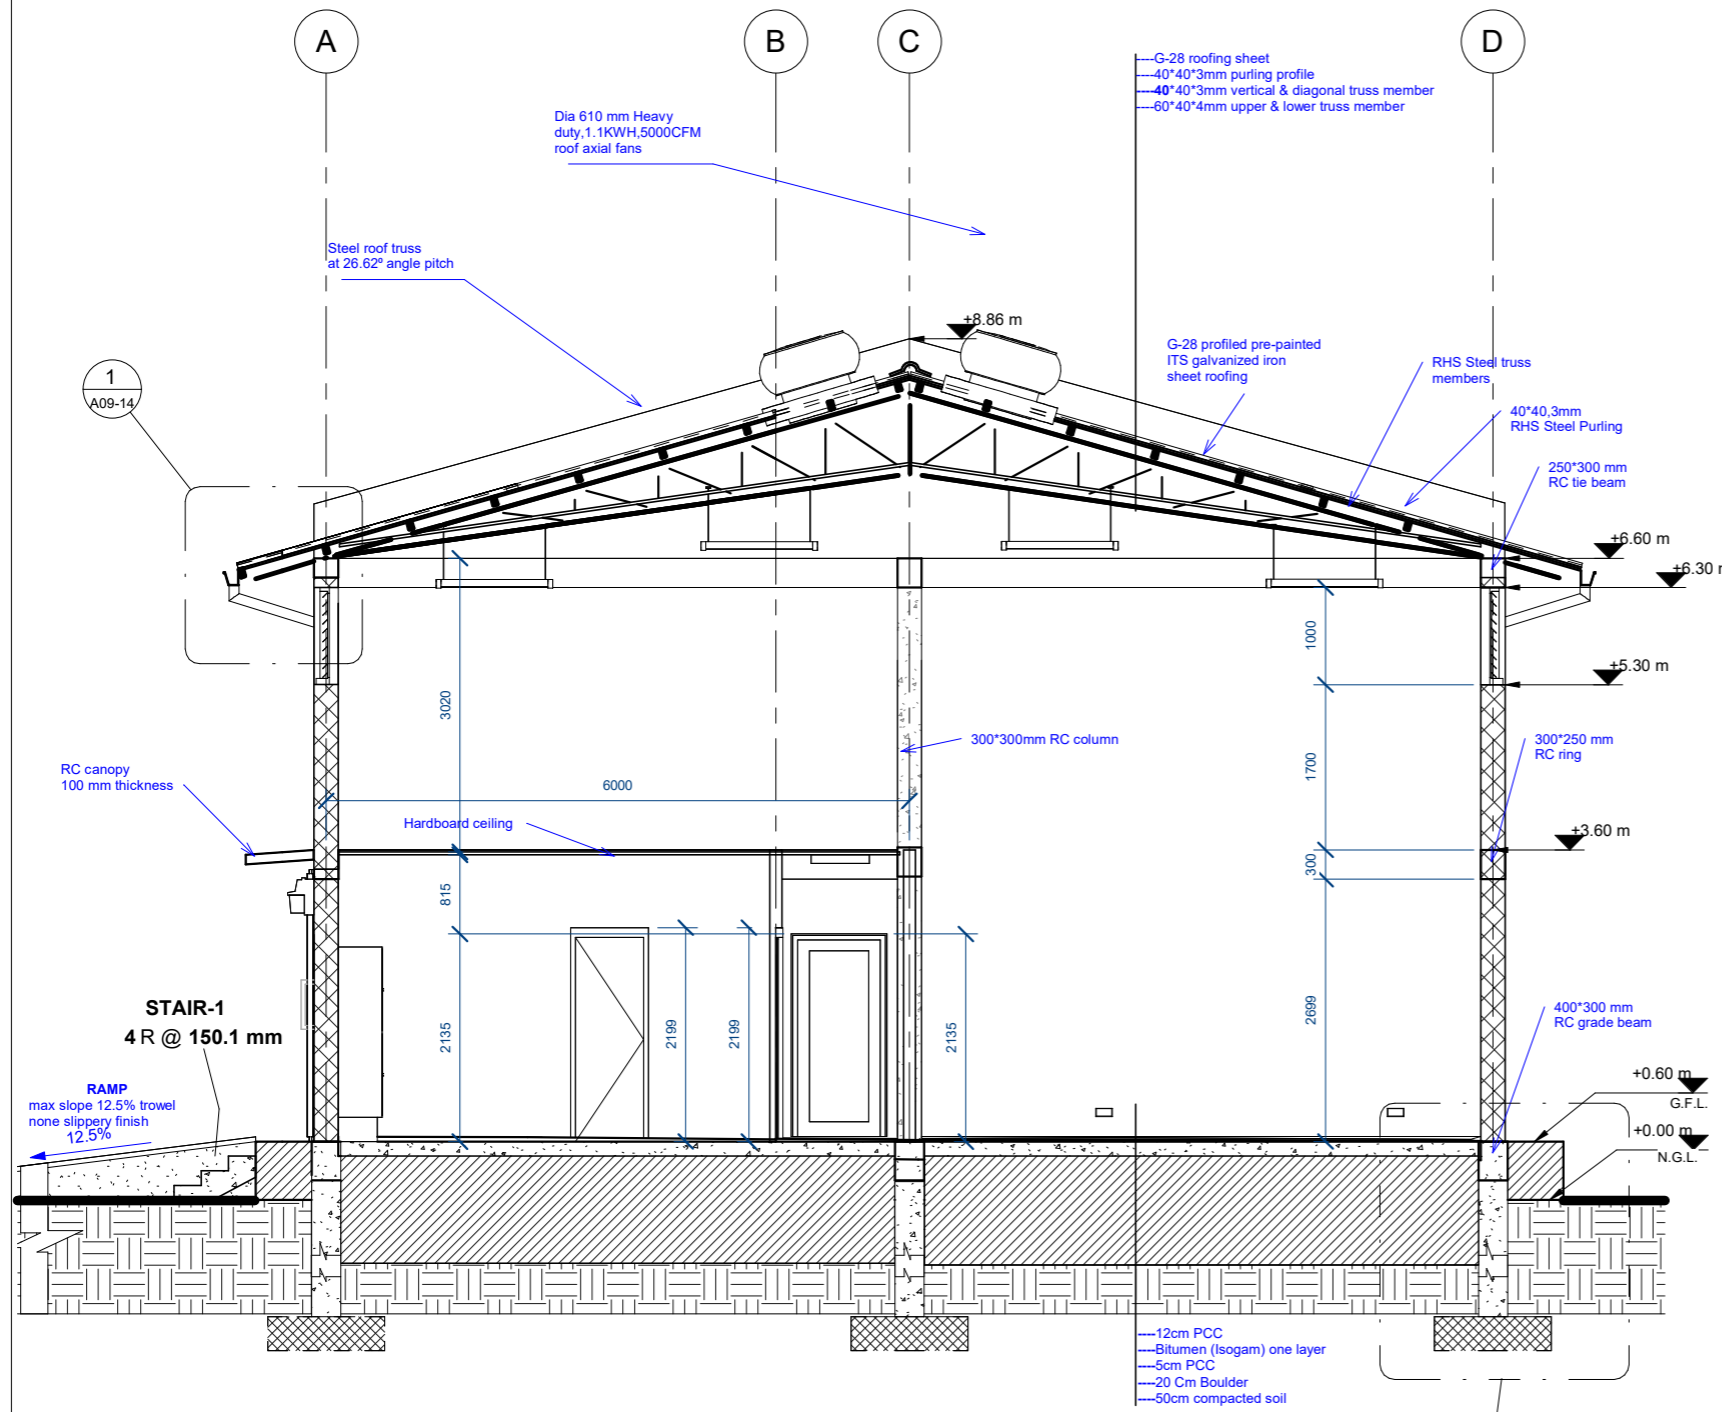 A
B
C
D
----G-28 roofing sheet
----40*40*3mm purling profile
----40*40*3mm vertical & diagonal truss member
----60*40*4mm upper & lower truss member
Dia 610 mm Heavy
duty,1.1KWH,5000CFM
roof axial fans
Steel roof truss
at 26.62º angle pitch
+8.86 m
G-28 profiled pre-painted
ITS galvanized iron
sheet roofing
RHS Steel truss
members
1
A09-14
40*40,3mm
RHS Steel Purling
250*300 mm
RC tie beam
+6.60 m
+6.30 m
1000
+5.30 m
3020
300*300mm RC column
300*250 mm
RC ring
1700
RC canopy
100 mm thickness
6000
Hardboard ceiling
+3.60 m
300
815
STAIR-1
4 R @ 150.1 mm
2135
2199
2199
2135
2699
400*300 mm
RC grade beam
RAMP
max slope 12.5% trowel
none slippery finish
12.5%
+0.60 m
G.F.L.
+0.00 m
N.G.L.
----12cm PCC
----Bitumen (Isogam) one layer
----5cm PCC
----20 Cm Boulder
----50cm compacted soil